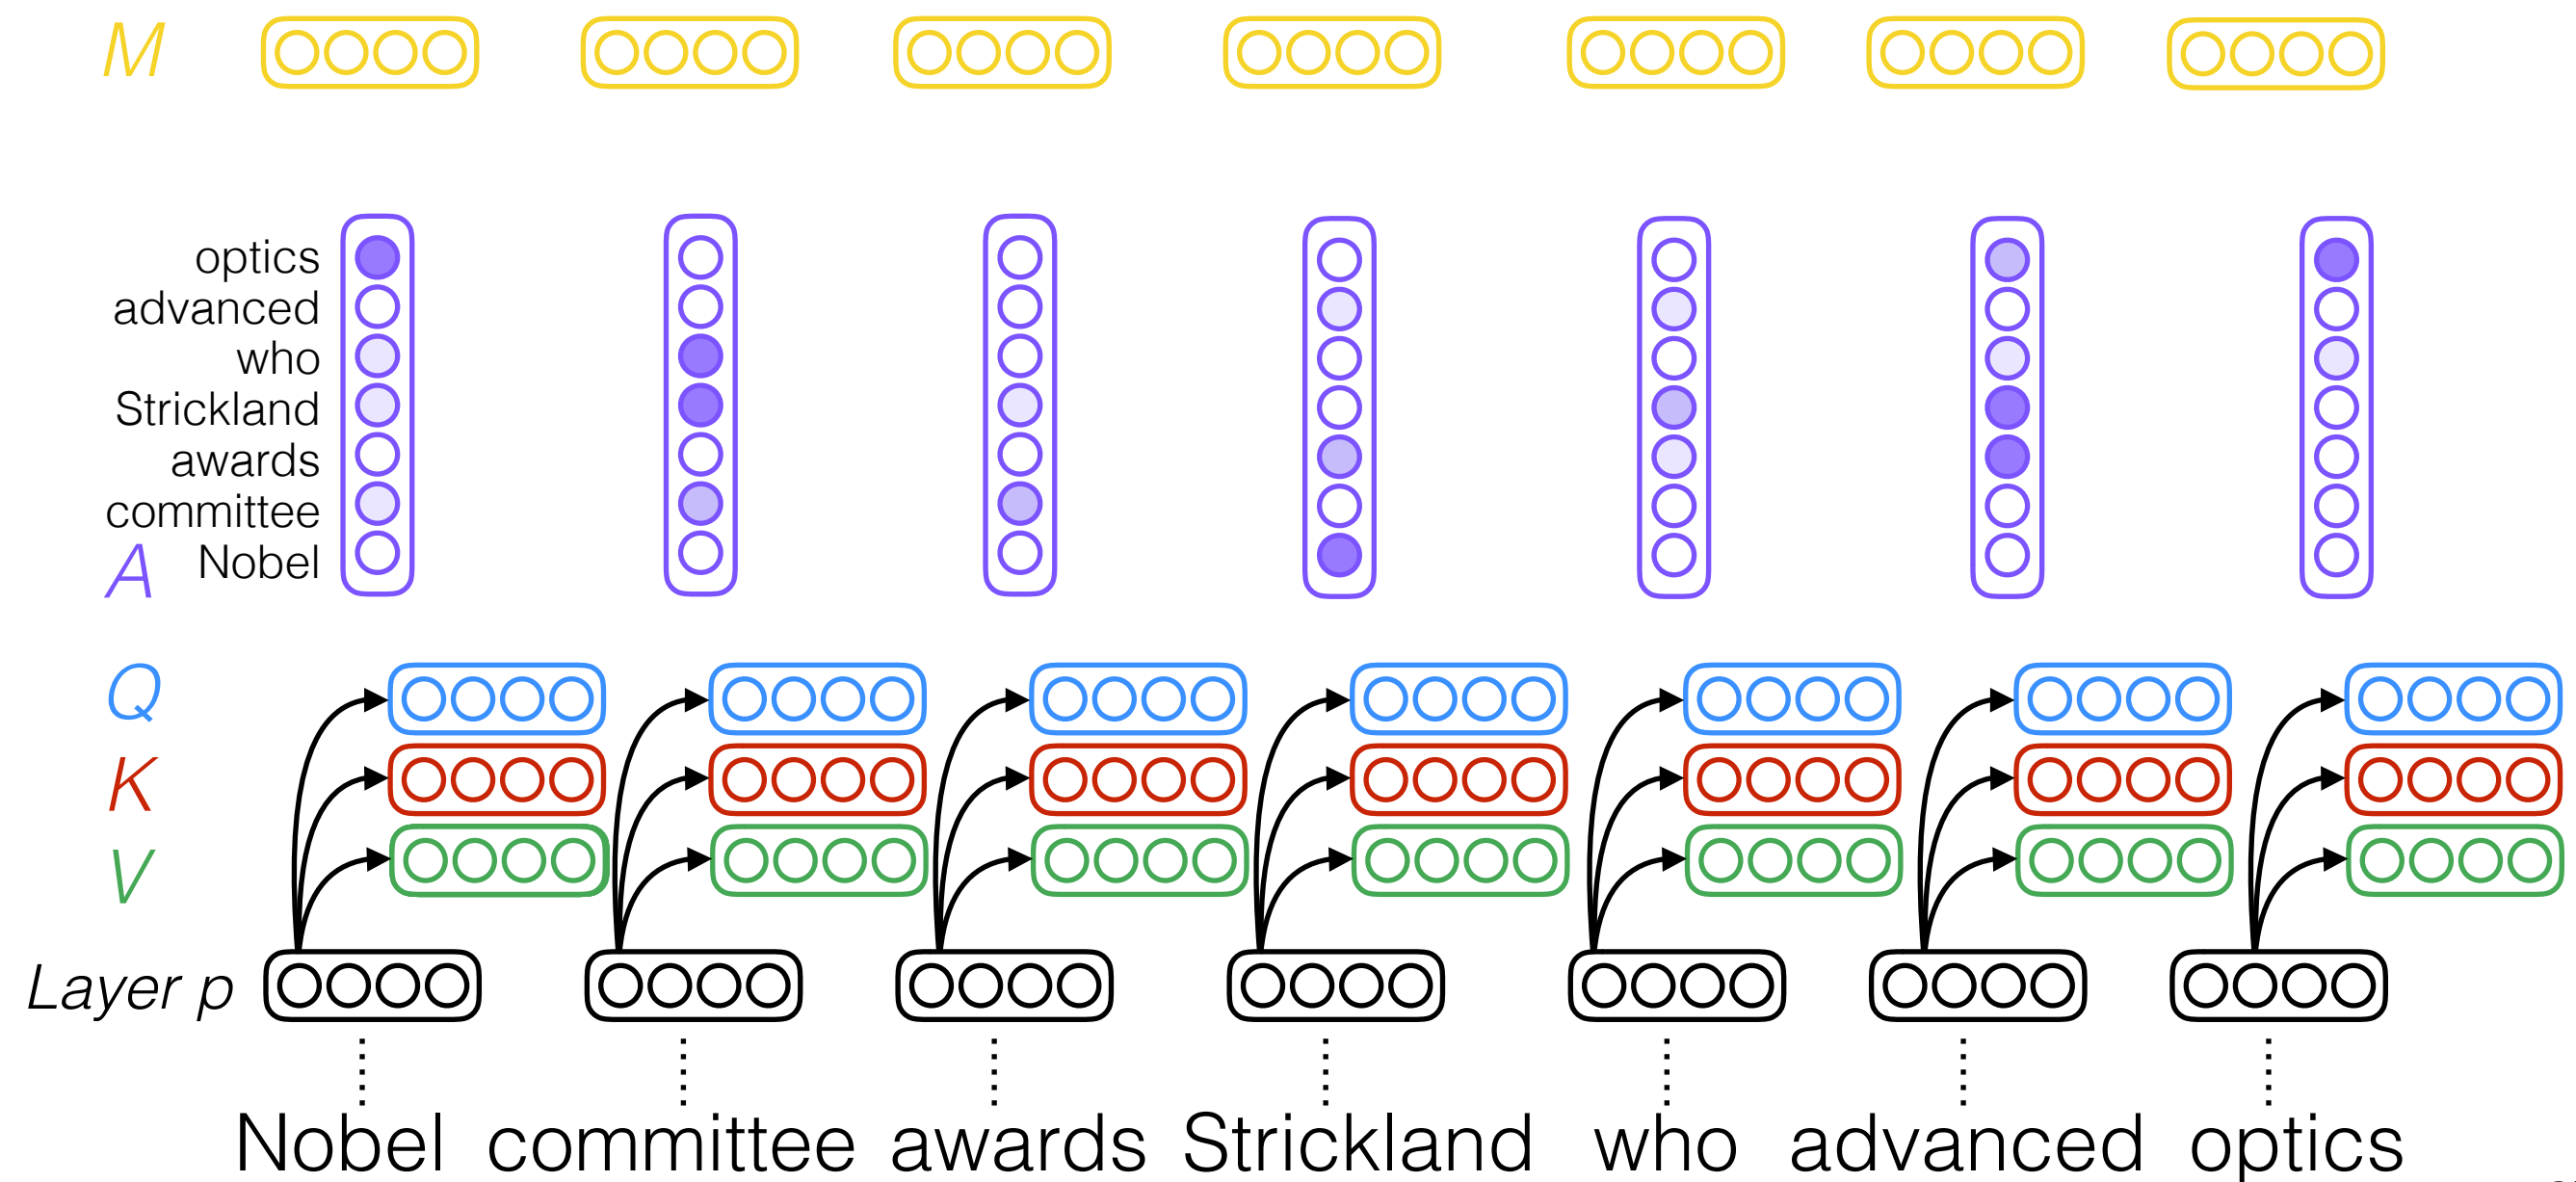 M
optics
advanced
who
Strickland
awards
committee
A Nobel
Q
K
V
Layer p
Nobel committee awards Strickland who advanced optics